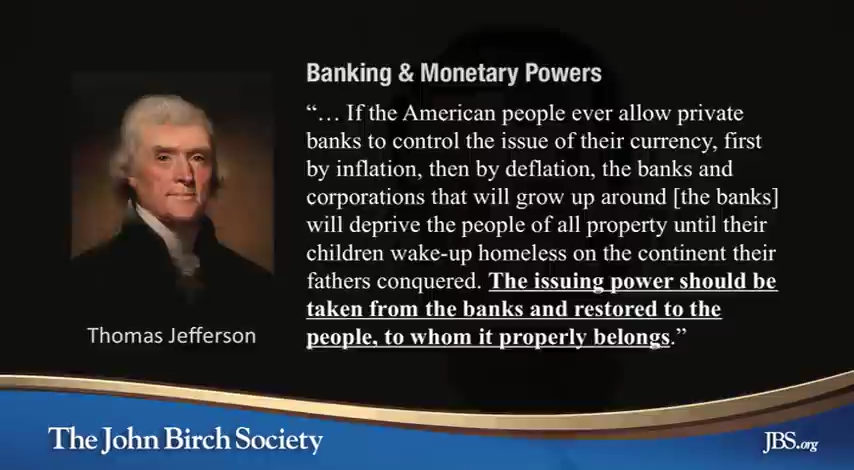 Banking & Monetary Powers
“… If the American people ever allow private
banks to control the issue of their currency, first
by inflation, then by deflation, the banks and
corporations that will grow up around [the banks]
will deprive the people of all property until their
children wake-up homeless on the continent their
fathers conquered. The issuing power should be
taken from the banks and restored to the
people, to whom it properly belongs.”
Thomas Jefferson
The John Birch Society
JBS.org